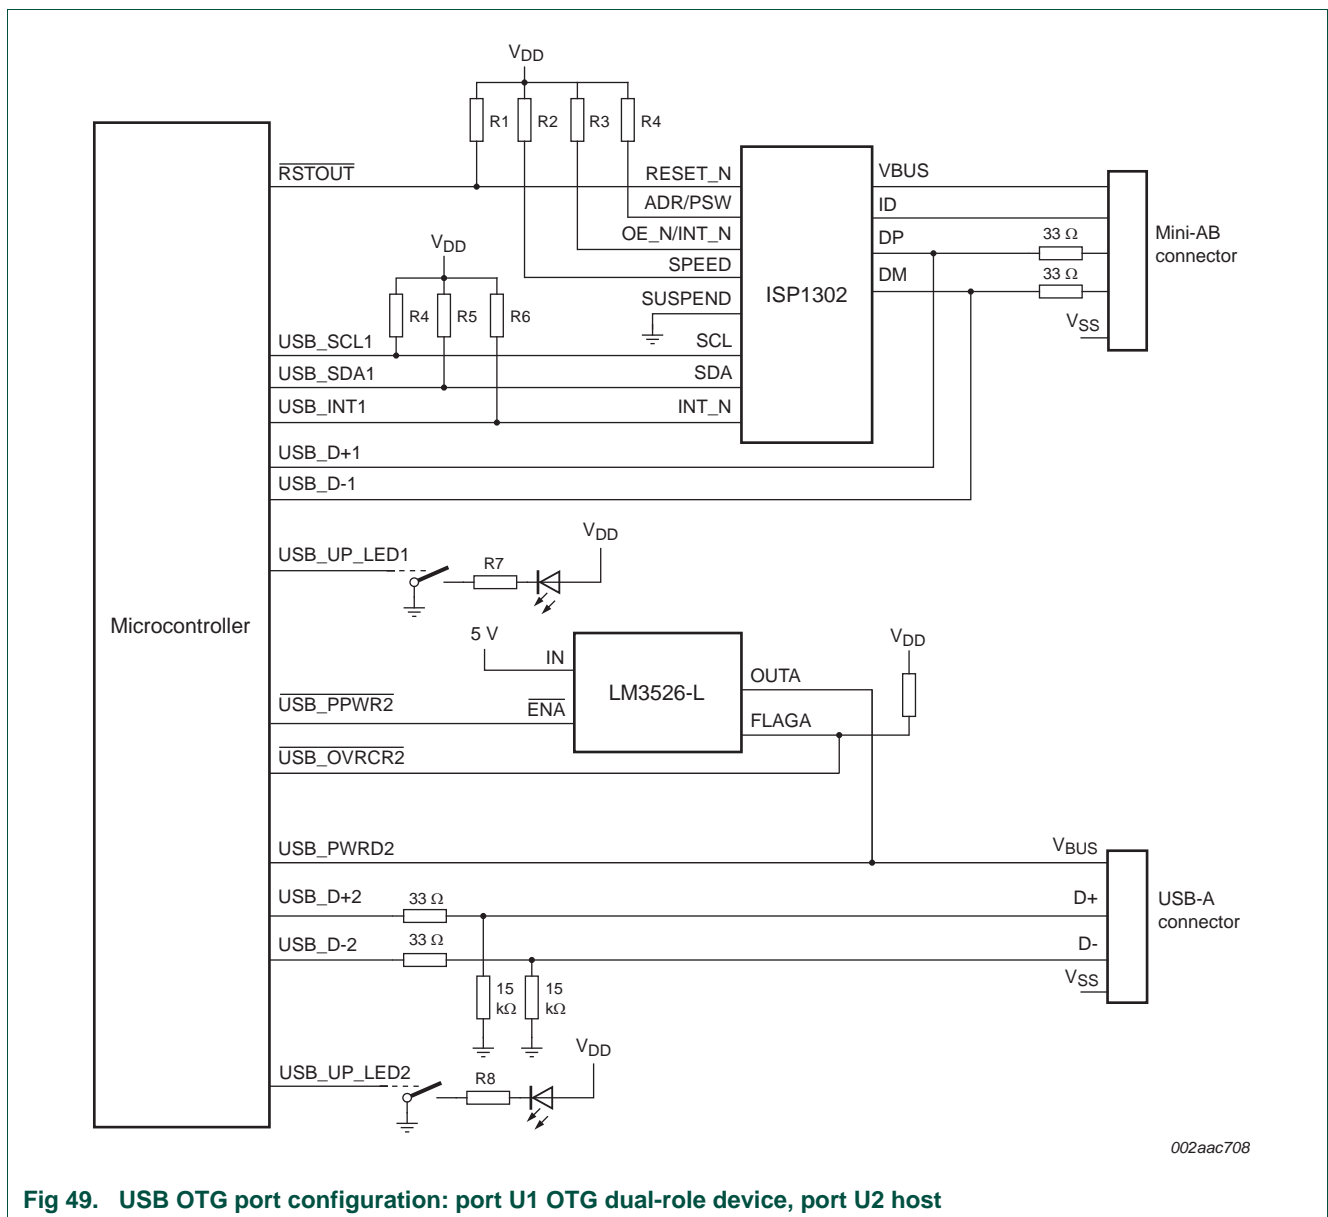 VDD
R1 R2 R3 R4
RSTOUT
RESET_N
VBUS
ADR/PSW
ID
OE_N/INT_N
DP
33 Ω
Mini-AB
connector
VDD
SPEED
DM
33 Ω
SUSPEND
ISP1302
R4 R5 R6
VSS
USB_SCL1
SCL
USB_SDA1
SDA
USB_INT1
INT_N
USB_D+1
USB_D-1
USB_UP_LED1
VDD
R7
Microcontroller
5 V
IN
LM3526-L
OUTA
VDD
USB_PPWR2
ENA
FLAGA
USB_OVRCR2
USB_PWRD2
VBUS
USB_D+2
33 Ω
D+
USB-A
connector
USB_D-2
33 Ω
D-
VSS
15
kΩ
15
kΩ
VDD
USB_UP_LED2
R8
002aac708
Fig 49. USB OTG port configuration: port U1 OTG dual-role device, port U2 host